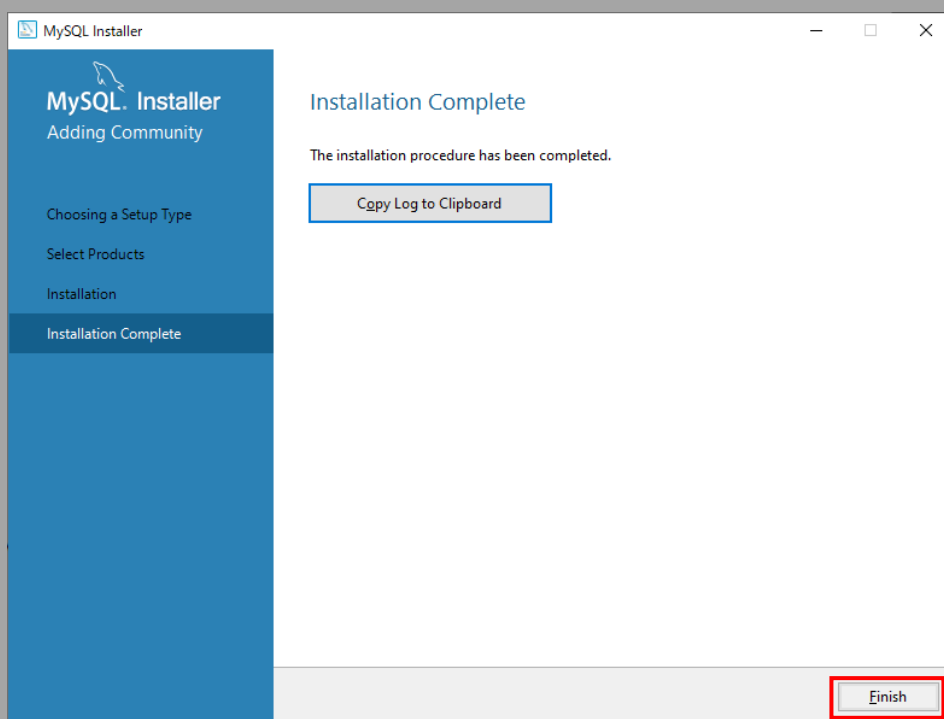 MySQL Installer
MySQL. Installer
Adding Community
Choosing a Setup Type
Select Products
Installation
Installation Complete
Installation Complete
The installation procedure has been completed.
Copy Log to Clipboard
Finish